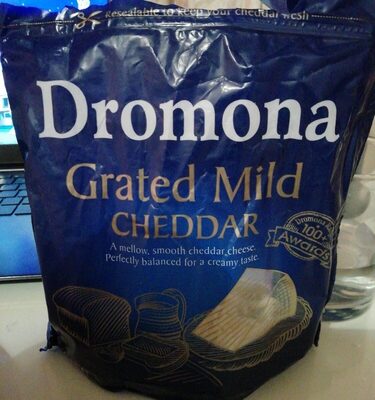 Resealable to keep your cheddar fresh
Dromona
Grated Mild
CHEDDAR
A mellow, smooth cheddar cheese.
Perfectly balanced for a creamy taste.
Dromona
100+
Awards